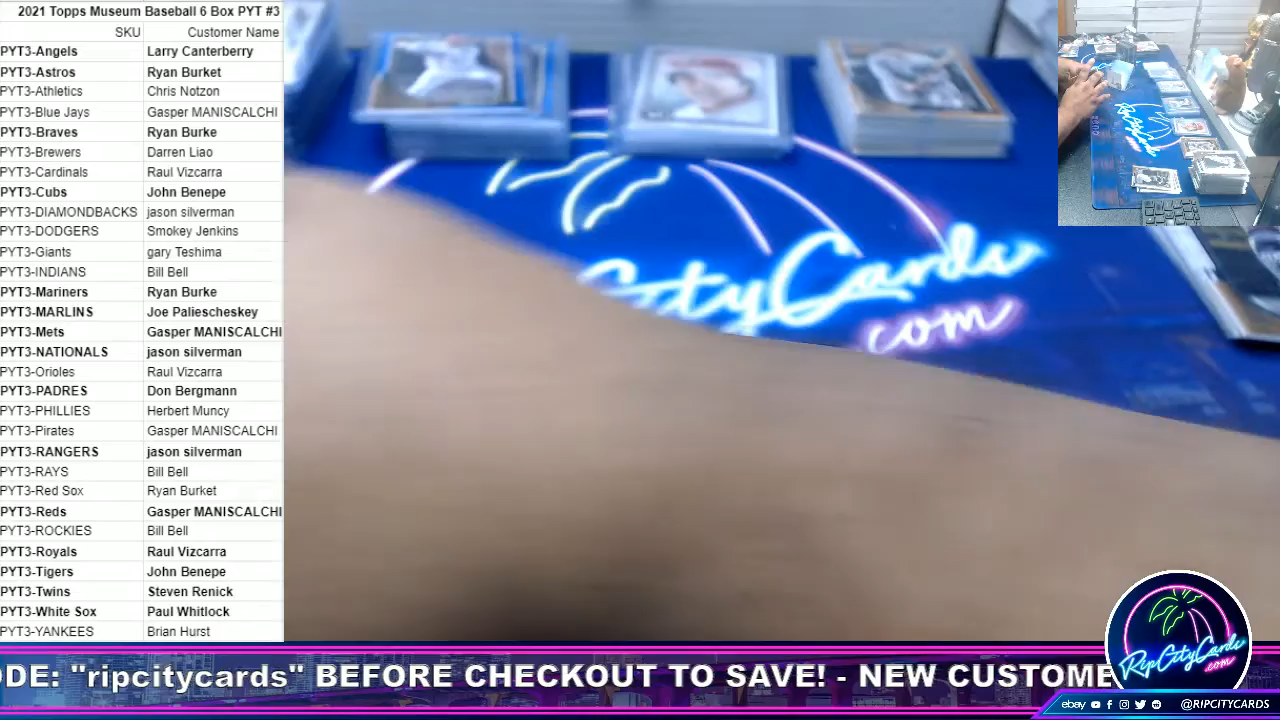 2021 Topps Museum Baseball 6 Box PYT #3
SKU Customer Name
PYT3-Angels Larry Canterberry
PYT3-Astros Ryan Burket
PYT3-Athletics Chris Notzon
PYT3-Blue Jays Gasper MANISCALCHI
PYT3-Braves Ryan Burke
PYT3-Brewers Darren Liao
PYT3-Cardinals Raul Vizcarra
PYT3-Cubs John Benepe
PYT3-DIAMONDBACKS jason silverman
PYT3-DODGERS Smokey Jenkins
PYT3-Giants gary Teshima
PYT3-INDIANS Bill Bell
PYT3-Mariners Ryan Burke
PYT3-MARLINS Joe Paliescheskey
PYT3-Mets Gasper MANISCALCHI
PYT3-NATIONALS jason silverman
PYT3-Orioles Raul Vizcarra
PYT3-PADRES Don Bergmann
PYT3-PHILLIES Herbert Muncy
PYT3-Pirates Gasper MANISCALCHI
PYT3-RANGERS jason silverman
PYT3-RAYS Bill Bell
PYT3-Red Sox Ryan Burket
PYT3-Reds Gasper MANISCALCHI
PYT3-ROCKIES Bill Bell
PYT3-Royals Raul Vizcarra
PYT3-Tigers John Benepe
PYT3-Twins Steven Renick
PYT3-White Sox Paul Whitlock
PYT3-YANKEES Brian Hurst
CityCards
.com
RipCityCards
.com
DE: "ripcitycards" BEFORE CHECKOUT TO SAVE! - NEW CUSTOME
ebay @RIPCITYCARDS